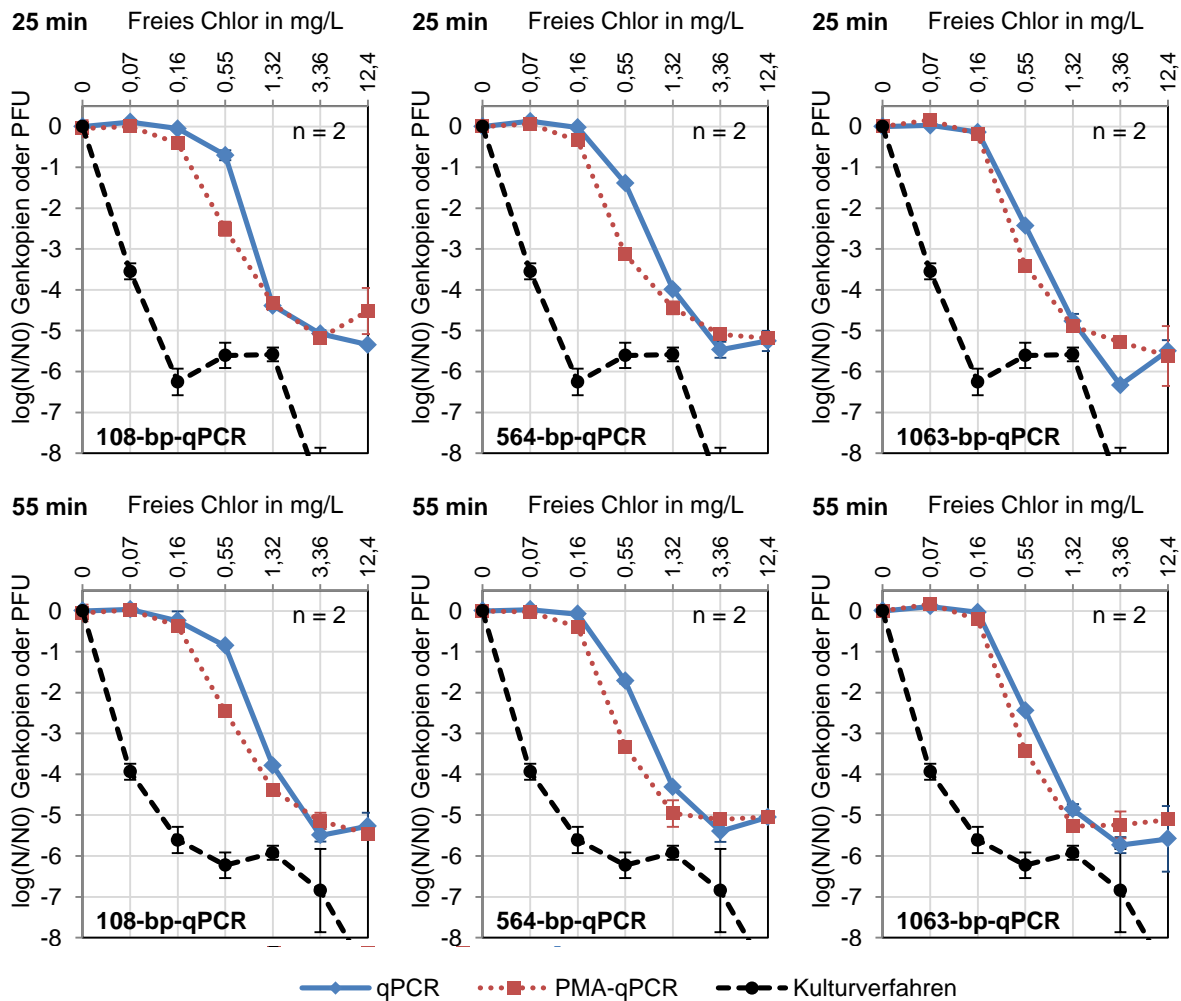 25 min Freies Chlor in mg/L
0 0,07 0,16 0,55 1,32 3,36 12,4
log(N/N0) Genkopien oder PFU
0
-1
-2
-3
-4
-5
-6
-7
-8
n = 2
108-bp-qPCR
25 min Freies Chlor in mg/L
0 0,07 0,16 0,55 1,32 3,36 12,4
log(N/N0) Genkopien oder PFU
0
-1
-2
-3
-4
-5
-6
-7
-8
n = 2
564-bp-qPCR
25 min Freies Chlor in mg/L
0 0,07 0,16 0,55 1,32 3,36 12,4
log(N/N0) Genkopien oder PFU
0
-1
-2
-3
-4
-5
-6
-7
-8
n = 2
1063-bp-qPCR
55 min Freies Chlor in mg/L
0 0,07 0,16 0,55 1,32 3,36 12,4
log(N/N0) Genkopien oder PFU
0
-1
-2
-3
-4
-5
-6
-7
-8
n = 2
108-bp-qPCR
55 min Freies Chlor in mg/L
0 0,07 0,16 0,55 1,32 3,36 12,4
log(N/N0) Genkopien oder PFU
0
-1
-2
-3
-4
-5
-6
-7
-8
n = 2
564-bp-qPCR
55 min Freies Chlor in mg/L
0 0,07 0,16 0,55 1,32 3,36 12,4
log(N/N0) Genkopien oder PFU
0
-1
-2
-3
-4
-5
-6
-7
-8
n = 2
1063-bp-qPCR
qPCR PMA-qPCR Kulturverfahren